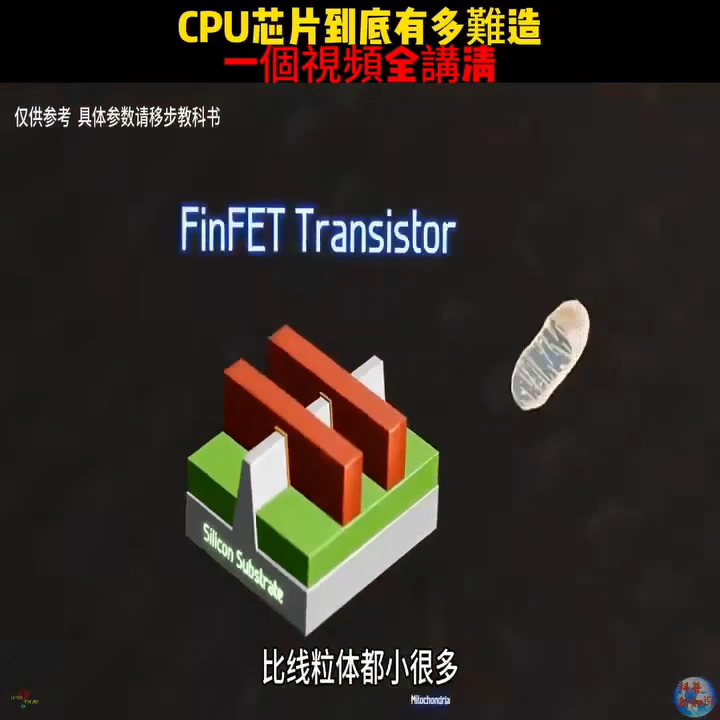 CPU芯片到底有多難造
一個視頻全講清
仅供参考 具体参数请移步教科书
FinFET Transistor
Silicon Substrate
比线粒体都小很多
Mitochondria